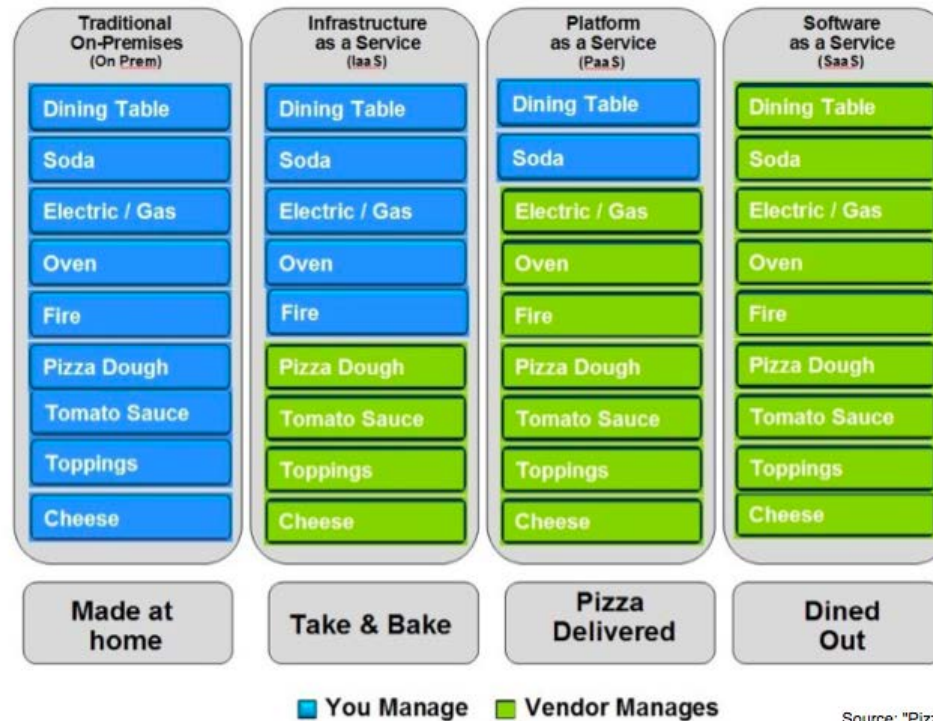 Traditional
On-Premises
(On Prem)
Dining Table
Soda
Electric / Gas
Oven
Fire
Pizza Dough
Tomato Sauce
Toppings
Cheese
Made at
home
Infrastructure
as a Service
(IaaS)
Dining Table
Soda
Electric / Gas
Oven
Fire
Pizza Dough
Tomato Sauce
Toppings
Cheese
Take & Bake
Platform
as a Service
(PaaS)
Dining Table
Soda
Electric / Gas
Oven
Fire
Pizza Dough
Tomato Sauce
Toppings
Cheese
Pizza
Delivered
Software
as a Service
(SaaS)
Dining Table
Soda
Electric / Gas
Oven
Fire
Pizza Dough
Tomato Sauce
Toppings
Cheese
Dined
Out
You Manage
Vendor Manages
Source: